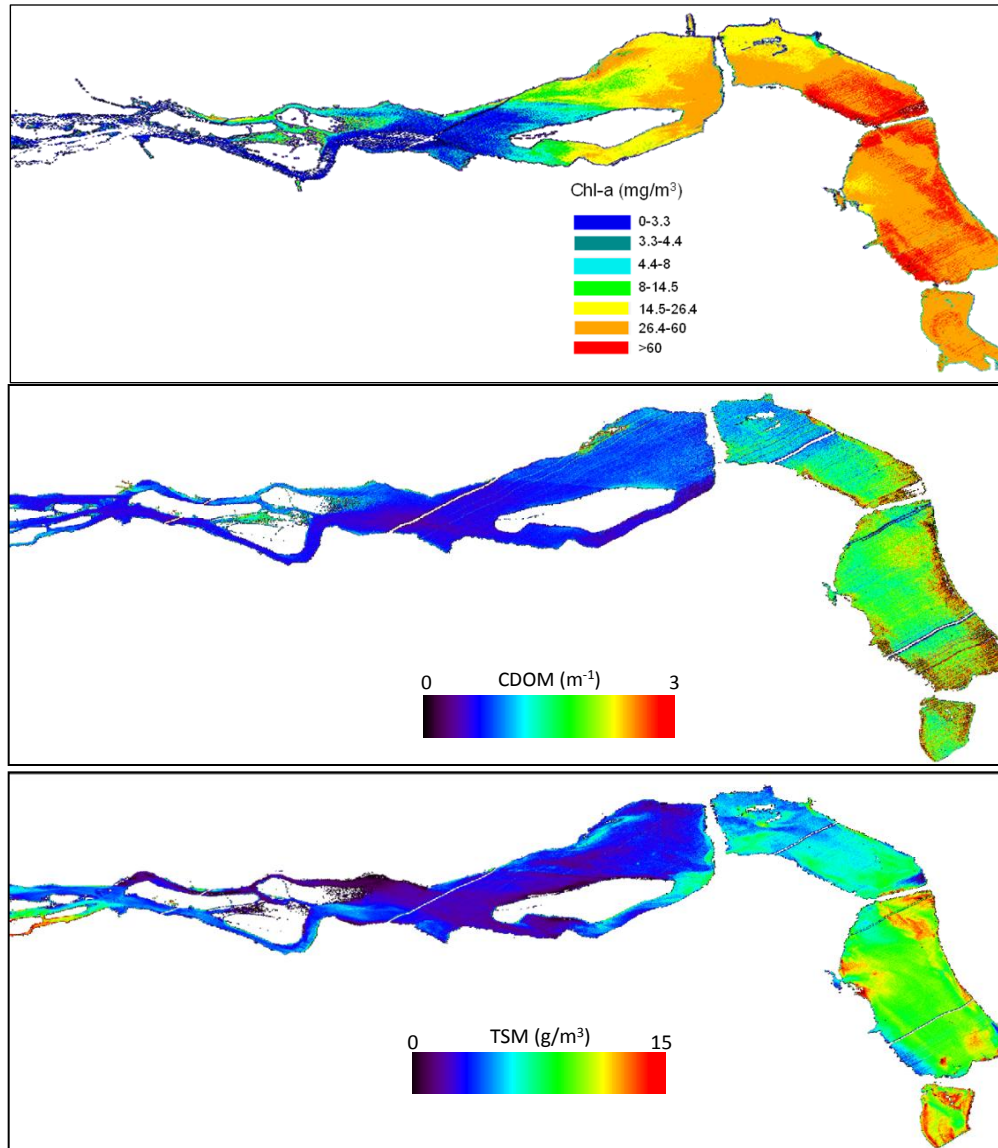 Chl-a (mg/m³)
0-3.3
3.3-4.4
4.4-8
8-14.5
14.5-26.4
26.4-60
>60
0 CDOM (m⁻¹) 3
0 TSM (g/m³) 15